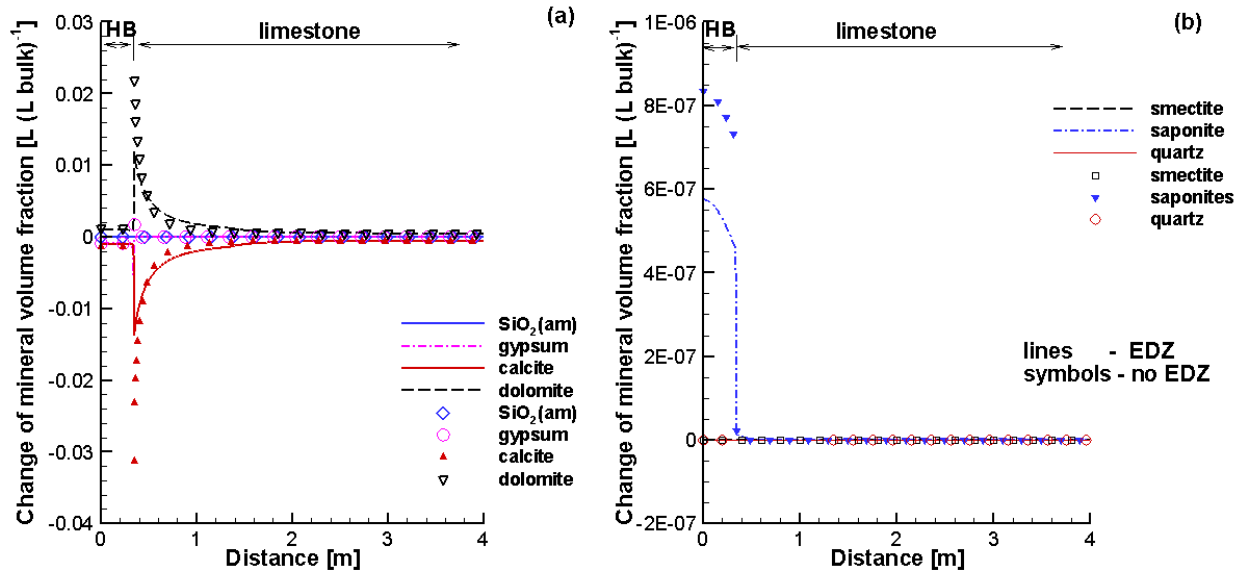 (a)
HB
limestone
Change of mineral volume fraction [L (L bulk)⁻¹]
0.03
0.02
0.01
0
-0.01
-0.02
-0.03
-0.04
SiO₂(am)
gypsum
calcite
dolomite
SiO₂(am)
gypsum
calcite
dolomite
0 1 2 3 4
Distance [m]
(b)
HB
limestone
Change of mineral volume fraction [L (L bulk)⁻¹]
1E-06
8E-07
6E-07
4E-07
2E-07
0
-2E-07
smectite
saponite
quartz
smectite
saponites
quartz
lines - EDZ
symbols - no EDZ
0 1 2 3 4
Distance [m]